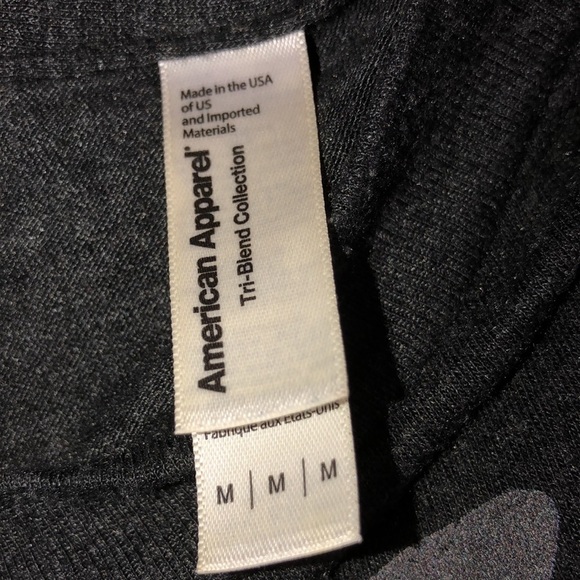 Made in the USA
of US
and Imported
Materials
American Apparel®
Tri-Blend Collection
Fabriqué aux États-Unis
M | M | M